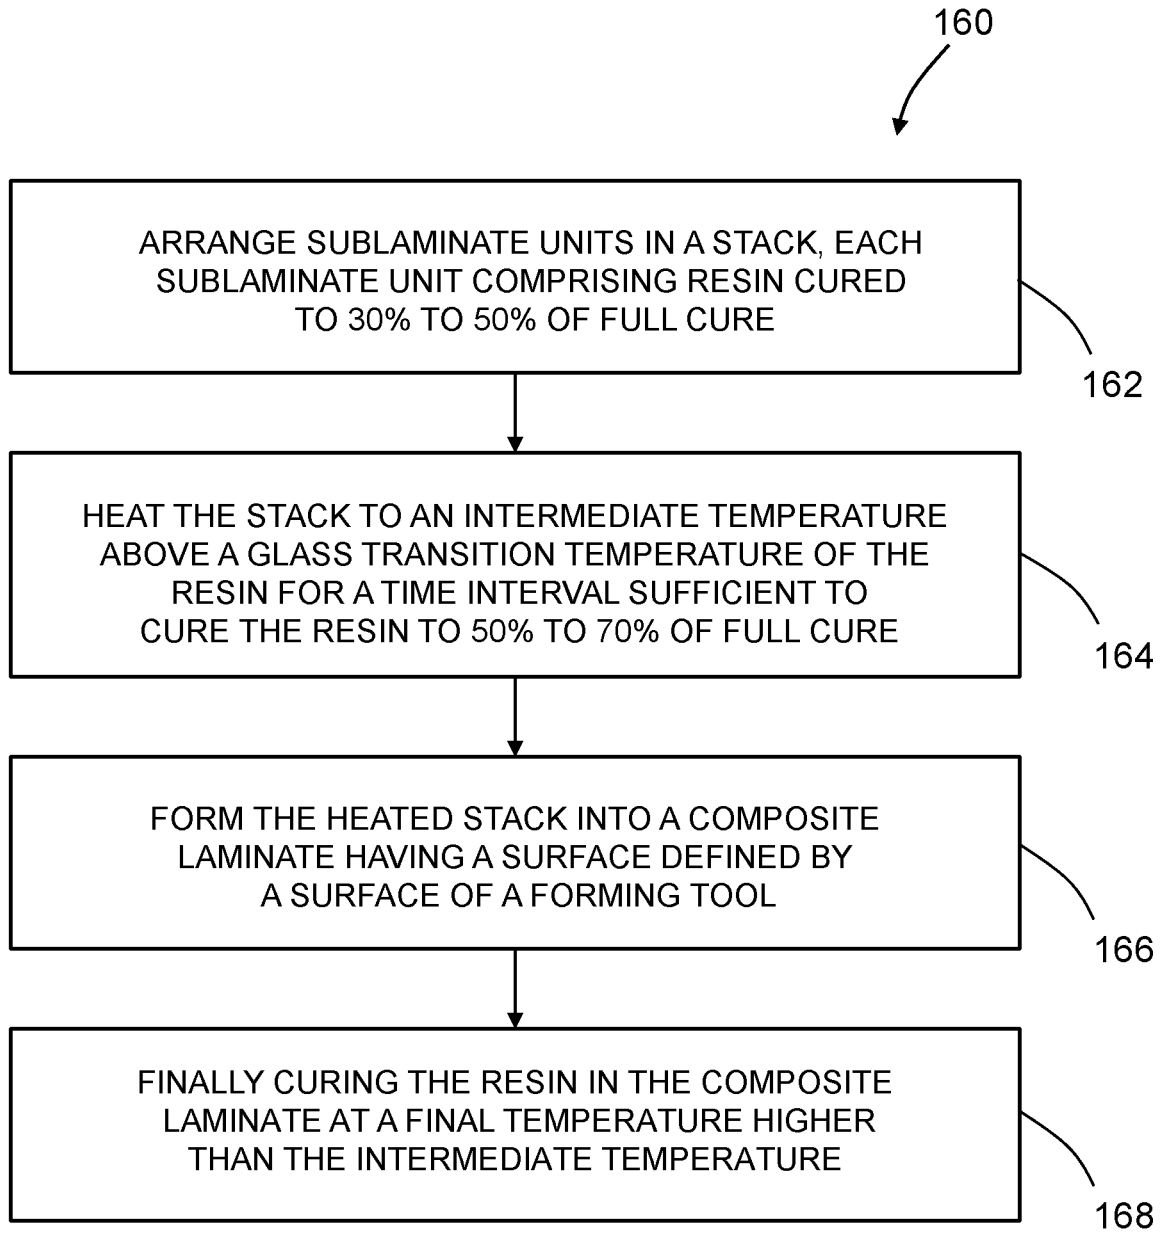 160
ARRANGE SUBLAMINATE UNITS IN A STACK, EACH
SUBLAMINATE UNIT COMPRISING RESIN CURED
TO 30% TO 50% OF FULL CURE
162
HEAT THE STACK TO AN INTERMEDIATE TEMPERATURE
ABOVE A GLASS TRANSITION TEMPERATURE OF THE
RESIN FOR A TIME INTERVAL SUFFICIENT TO
CURE THE RESIN TO 50% TO 70% OF FULL CURE
164
FORM THE HEATED STACK INTO A COMPOSITE
LAMINATE HAVING A SURFACE DEFINED BY
A SURFACE OF A FORMING TOOL
166
FINALLY CURING THE RESIN IN THE COMPOSITE
LAMINATE AT A FINAL TEMPERATURE HIGHER
THAN THE INTERMEDIATE TEMPERATURE
168